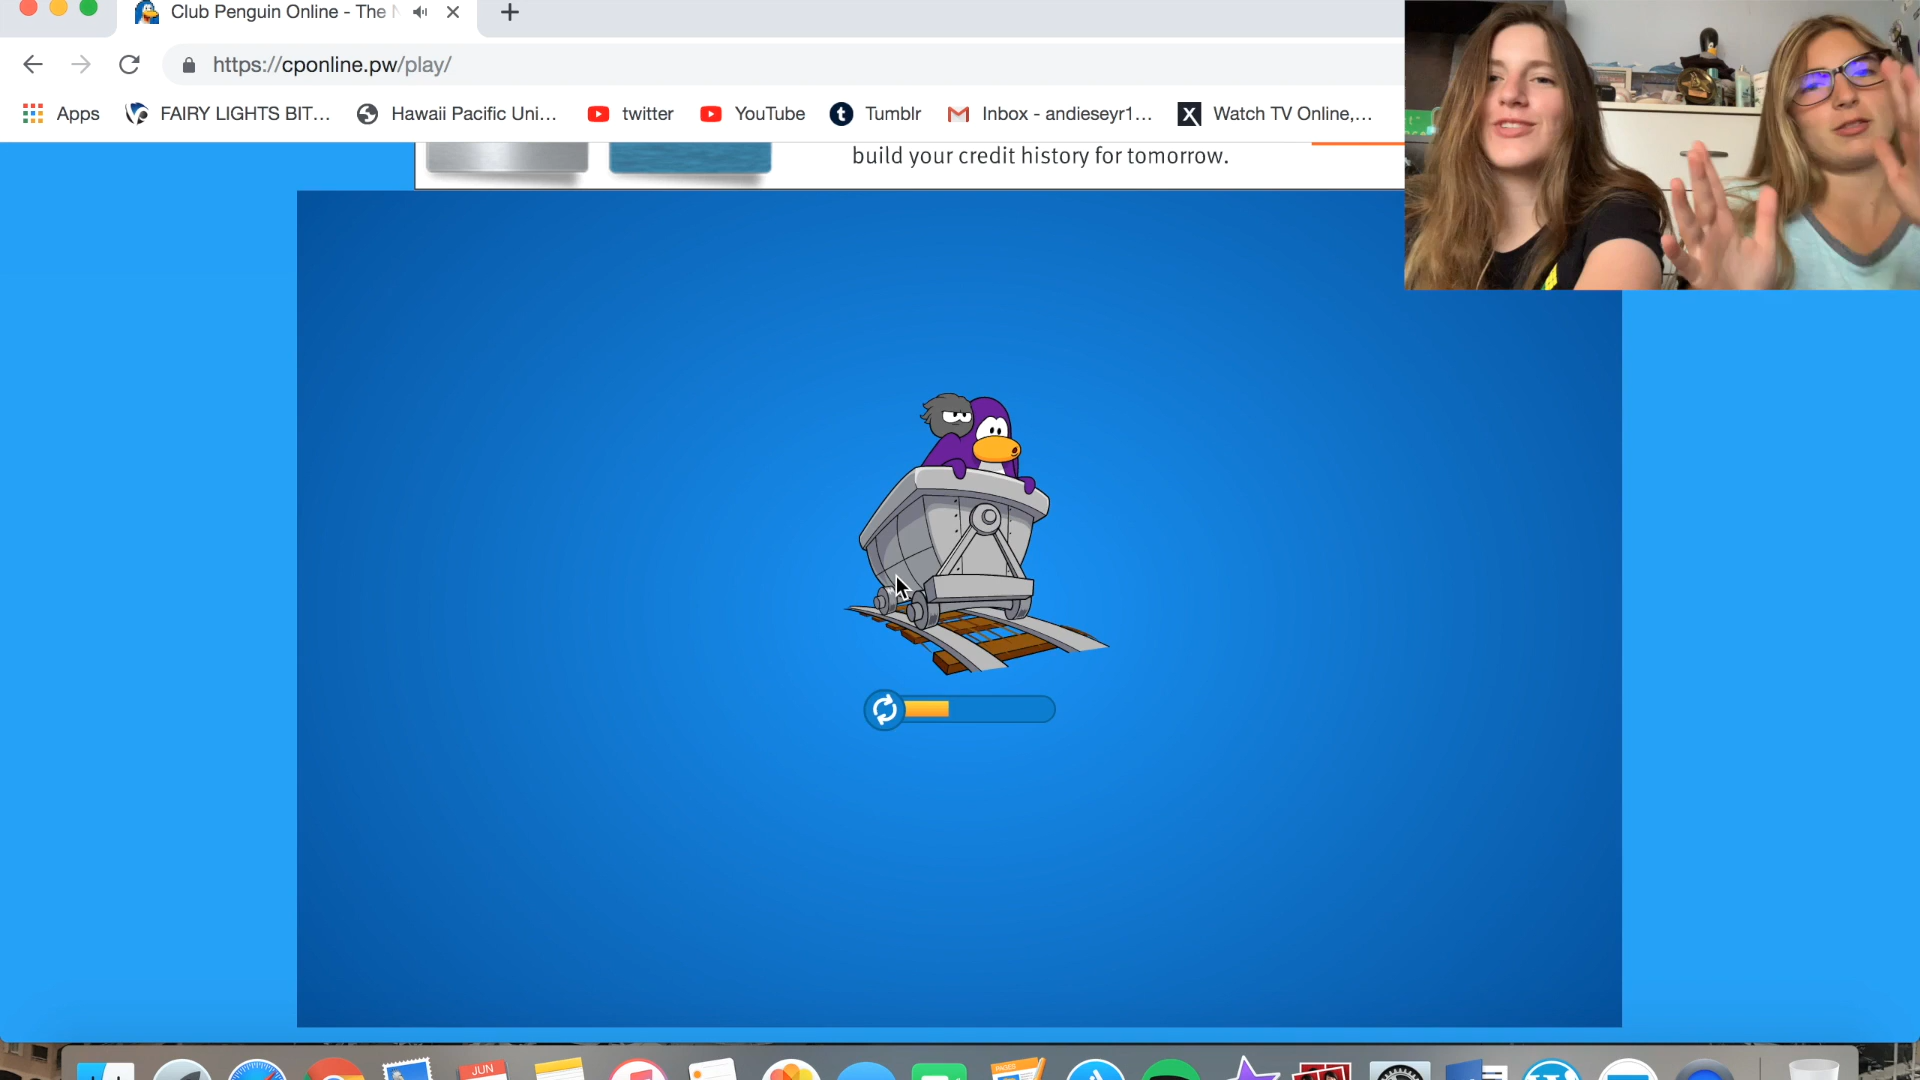 Club Penguin Online - The
https://cponline.pw/play/
Apps
FAIRY LIGHTS BIT...
Hawaii Pacific Uni...
twitter
YouTube
Tumblr
Inbox - andieseyr1...
Watch TV Online,...
build your credit history for tomorrow.
JUN
PAGES